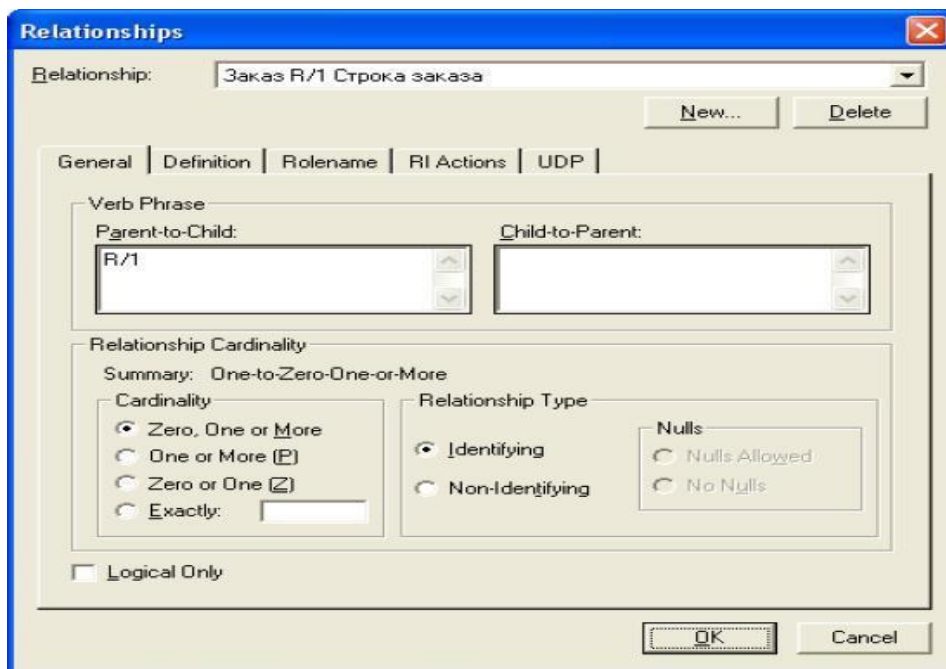 Relationships
Relationship: Заказ R/1 Строка заказа
New... Delete
General Definition Rolename RI Actions UDP
Verb Phrase
Parent-to-Child: Child-to-Parent:
R/1
Relationship Cardinality
Summary: One-to-Zero-One-or-More
Cardinality Relationship Type
Zero, One or More Identifying Nulls
One or More (P) Nulls Allowed
Zero or One (Z) Non-Identifying No Nulls
Exactly:
Logical Only
OK Cancel